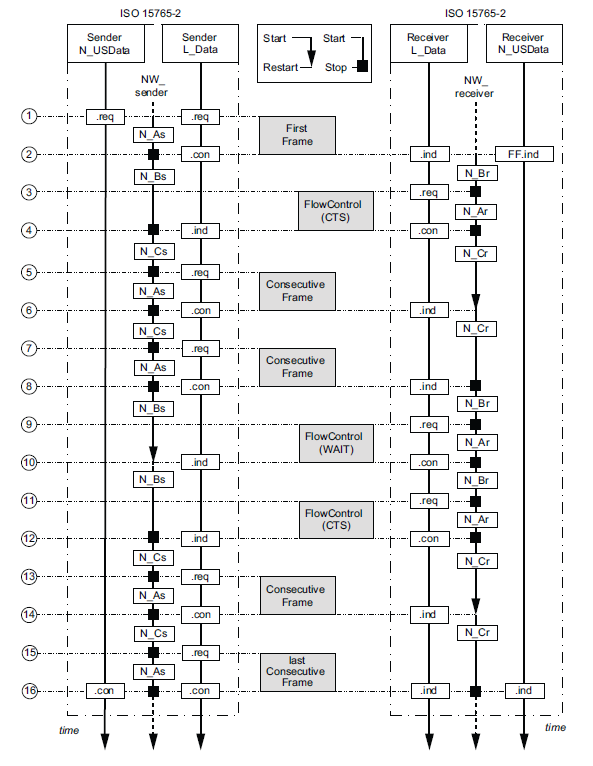 ISO 15765-2
ISO 15765-2
Sender
N_USData
Sender
L_Data
Start
Start
Restart
Stop
Receiver
L_Data
Receiver
N_USData
NW_
sender
NW_
receiver
1
.req
.req
First
Frame
N_As
2
.con
.ind
FF.ind
N_Bs
N_Br
3
FlowControl
(CTS)
.req
N_Ar
4
.ind
.con
N_Cs
N_Cr
5
.req
Consecutive
Frame
N_As
6
.con
.ind
N_Cs
N_Cr
7
.req
Consecutive
Frame
N_As
8
.con
.ind
N_Bs
N_Br
9
FlowControl
(WAIT)
.req
N_Ar
10
.ind
.con
N_Bs
N_Br
11
FlowControl
(CTS)
.req
N_Ar
12
.ind
.con
N_Cs
N_Cr
13
.req
Consecutive
Frame
N_As
14
.con
.ind
N_Cs
N_Cr
15
.req
last
Consecutive
Frame
N_As
16
.con
.con
.ind
.ind
time
time